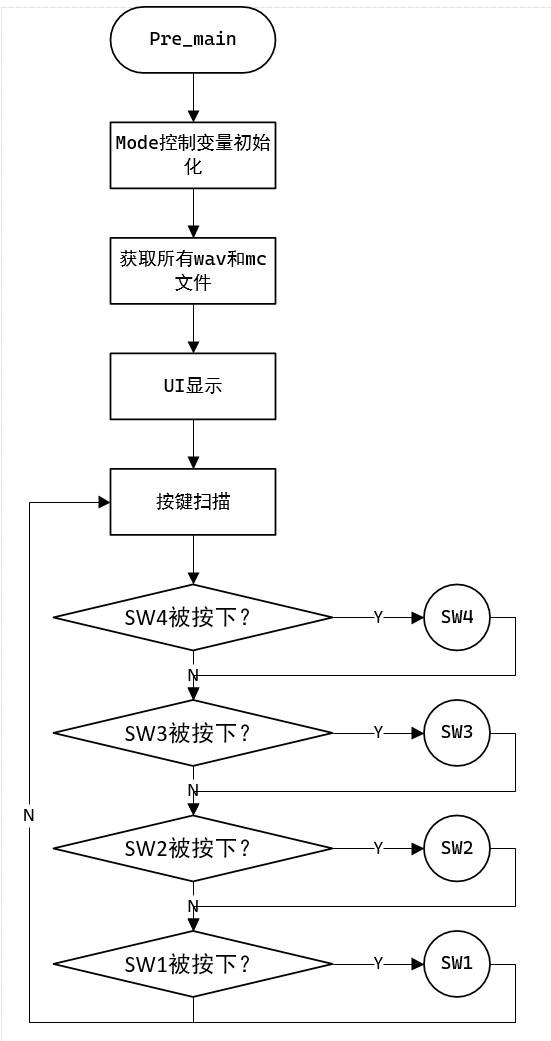 Pre_main
Mode控制变量初始
化
获取所有wav和mc
文件
UI显示
按键扫描
SW4被按下？
Y
SW4
N
SW3被按下？
Y
SW3
N
N
SW2被按下？
Y
SW2
N
SW1被按下？
Y
SW1